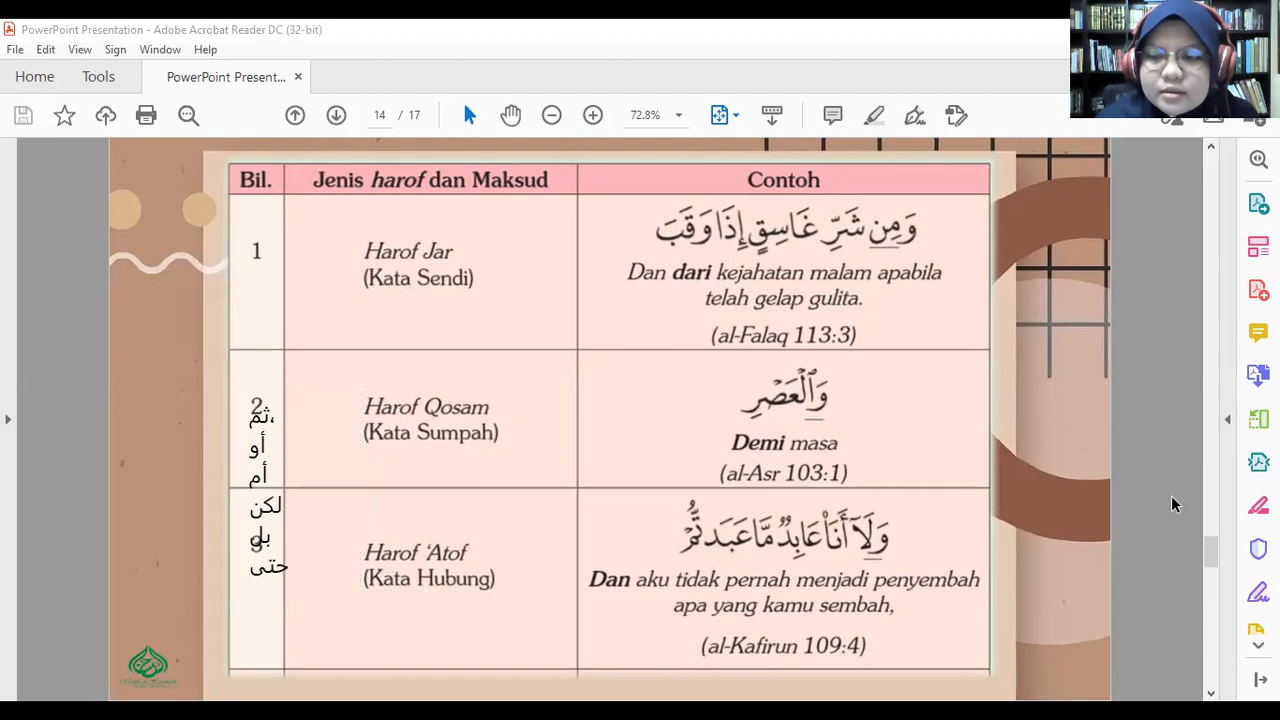 PowerPoint Presentation - Adobe Acrobat Reader DC (32-bit)
File Edit View Sign Window Help
Home Tools PowerPoint Present... ×
14 / 17 72.8%
Bil. Jenis harof dan Maksud Contoh
1
Harof Jar
(Kata Sendi)
وَمِن شَرِّ غَاسِقٍ إِذَا وَقَبَ
Dan dari kejahatan malam apabila
telah gelap gulita.
(al-Falaq 113:3)
2
Harof Qosam
(Kata Sumpah)
وَٱلْعَصْرِ
Demi masa
(al-Asr 103:1)
3
Harof ‘Atof
(Kata Hubung)
وَلَآ أَنَا۠ عَابِدٌ مَّا عَبَدتُّمْ
Dan aku tidak pernah menjadi penyembah
apa yang kamu sembah,
(al-Kafirun 109:4)
ثم،
أو
أم
لكن
بل
حتى